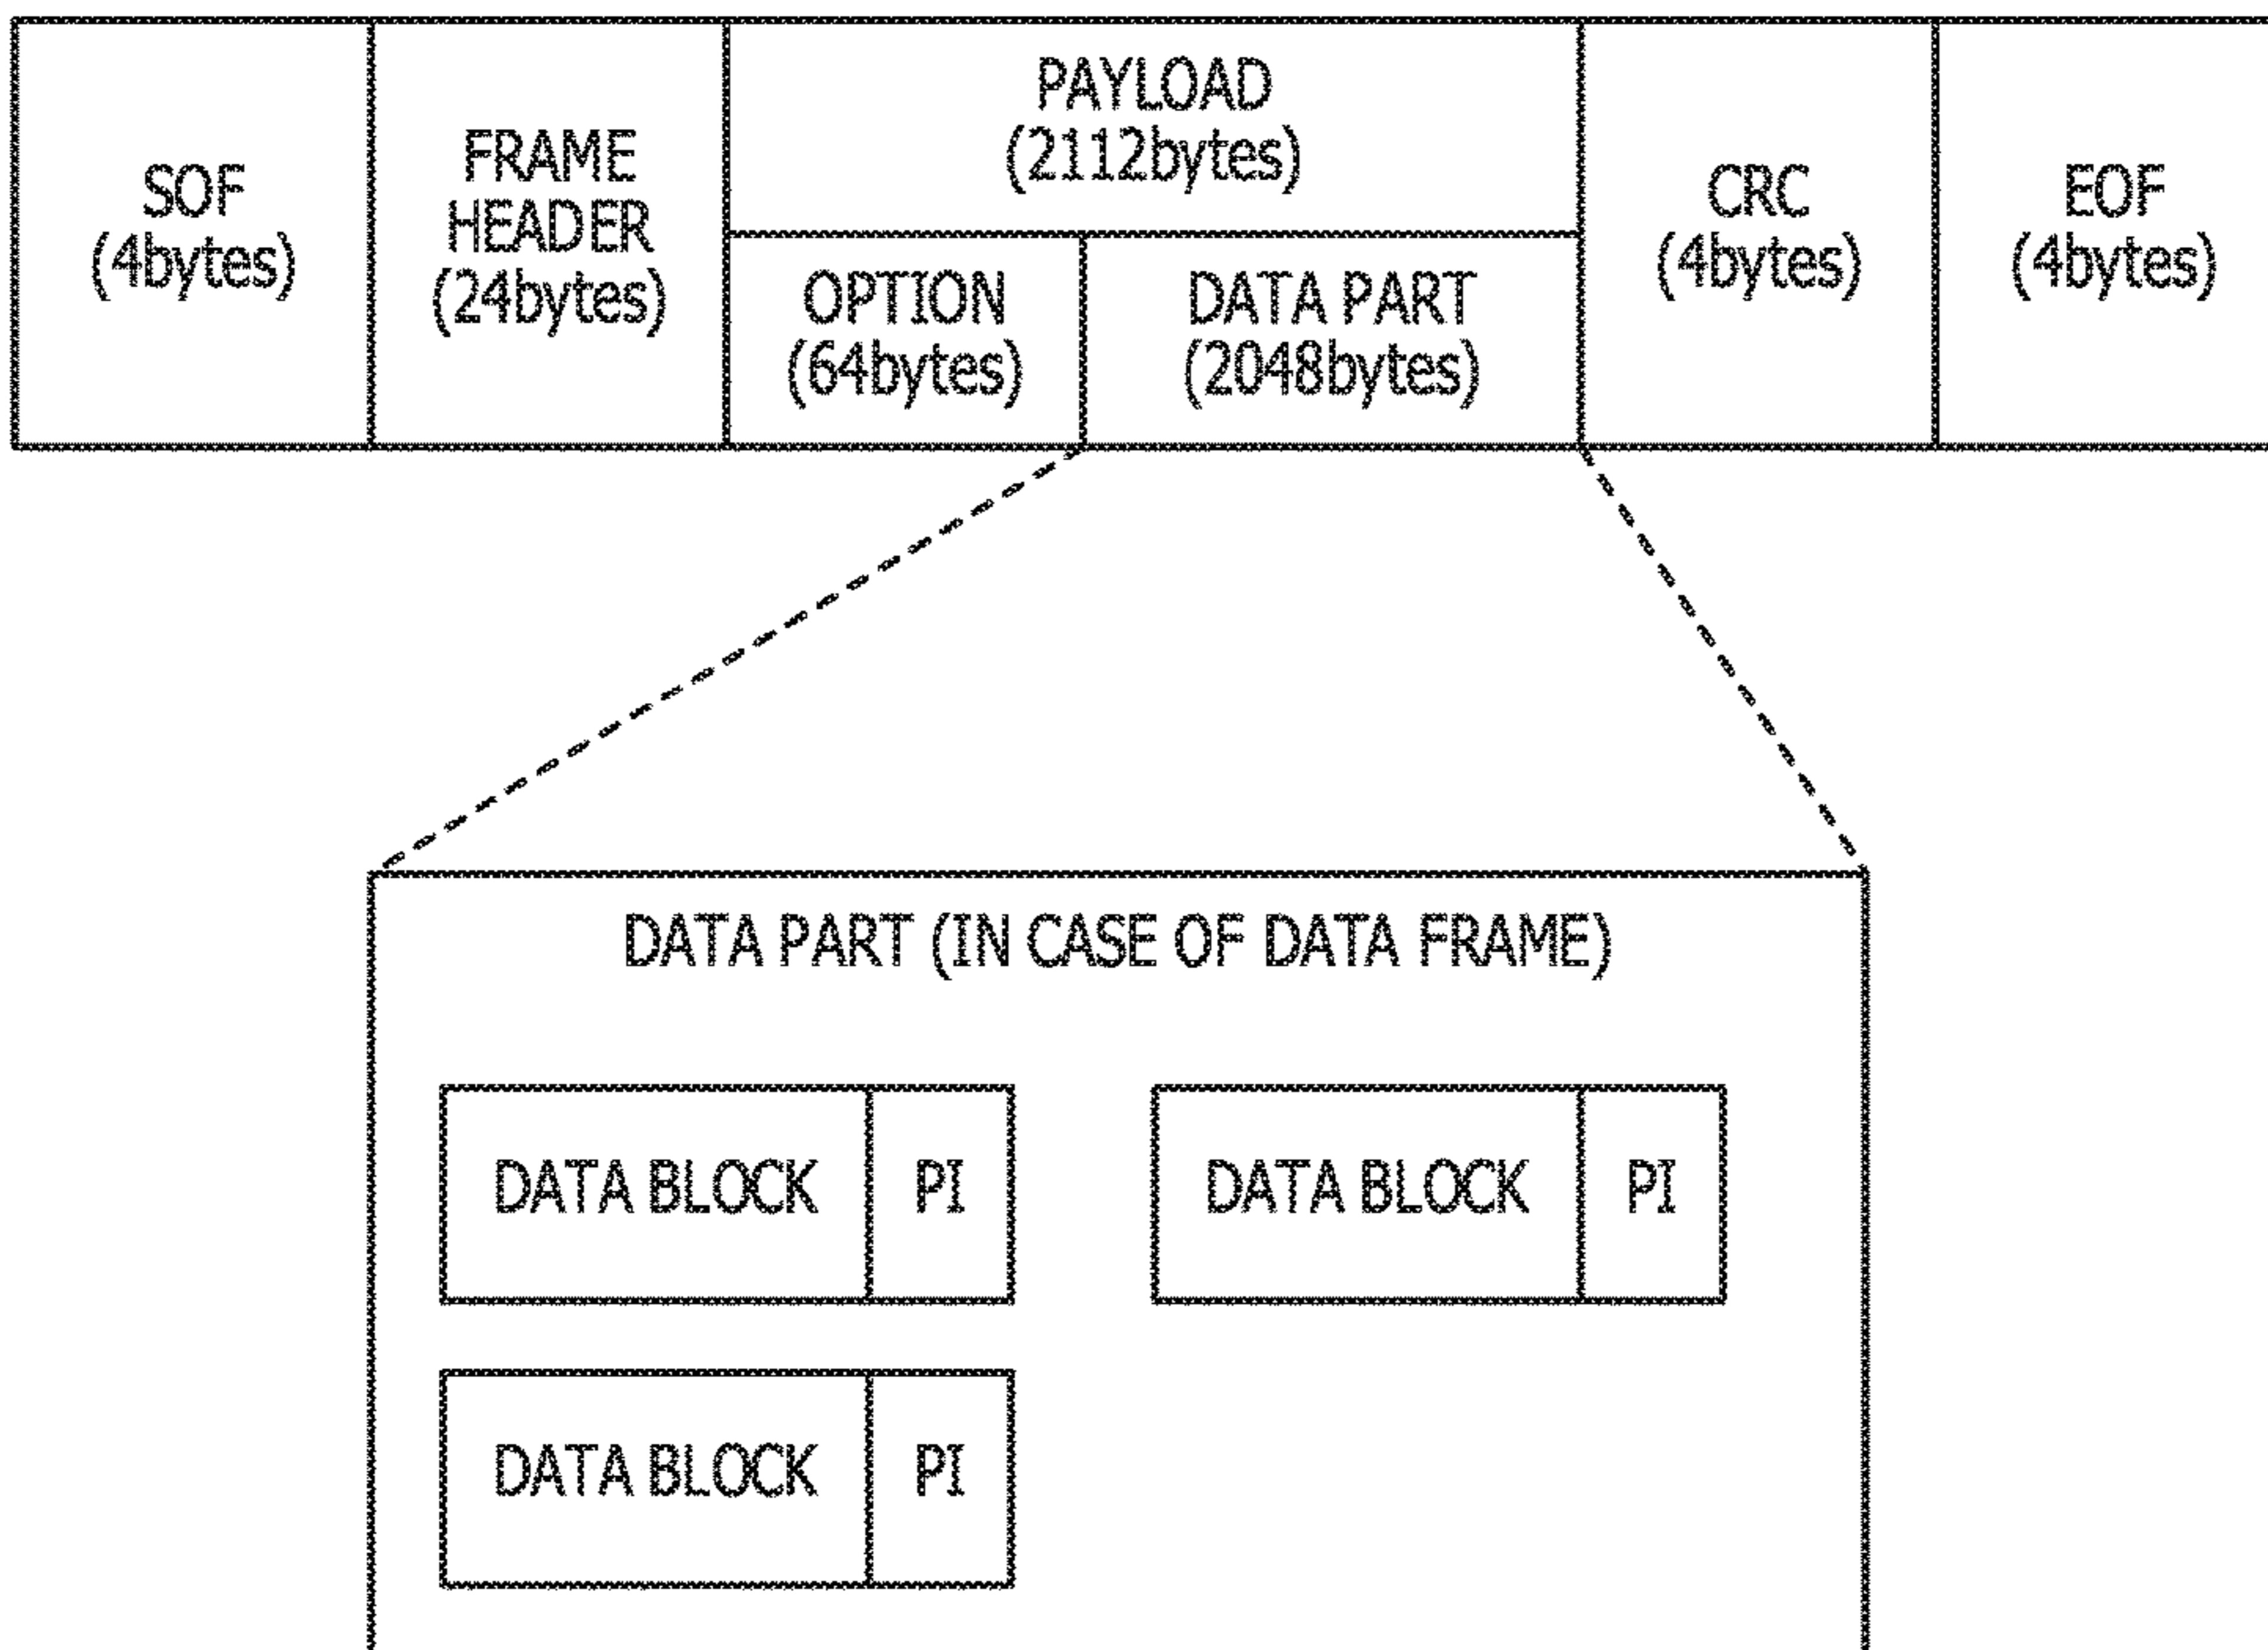 SOF
(4bytes)
FRAME
HEADER
(24bytes)
PAYLOAD
(2112bytes)
OPTION
(64bytes)
DATA PART
(2048bytes)
CRC
(4bytes)
EOF
(4bytes)
DATA PART (IN CASE OF DATA FRAME)
DATA BLOCK PI
DATA BLOCK PI
DATA BLOCK PI